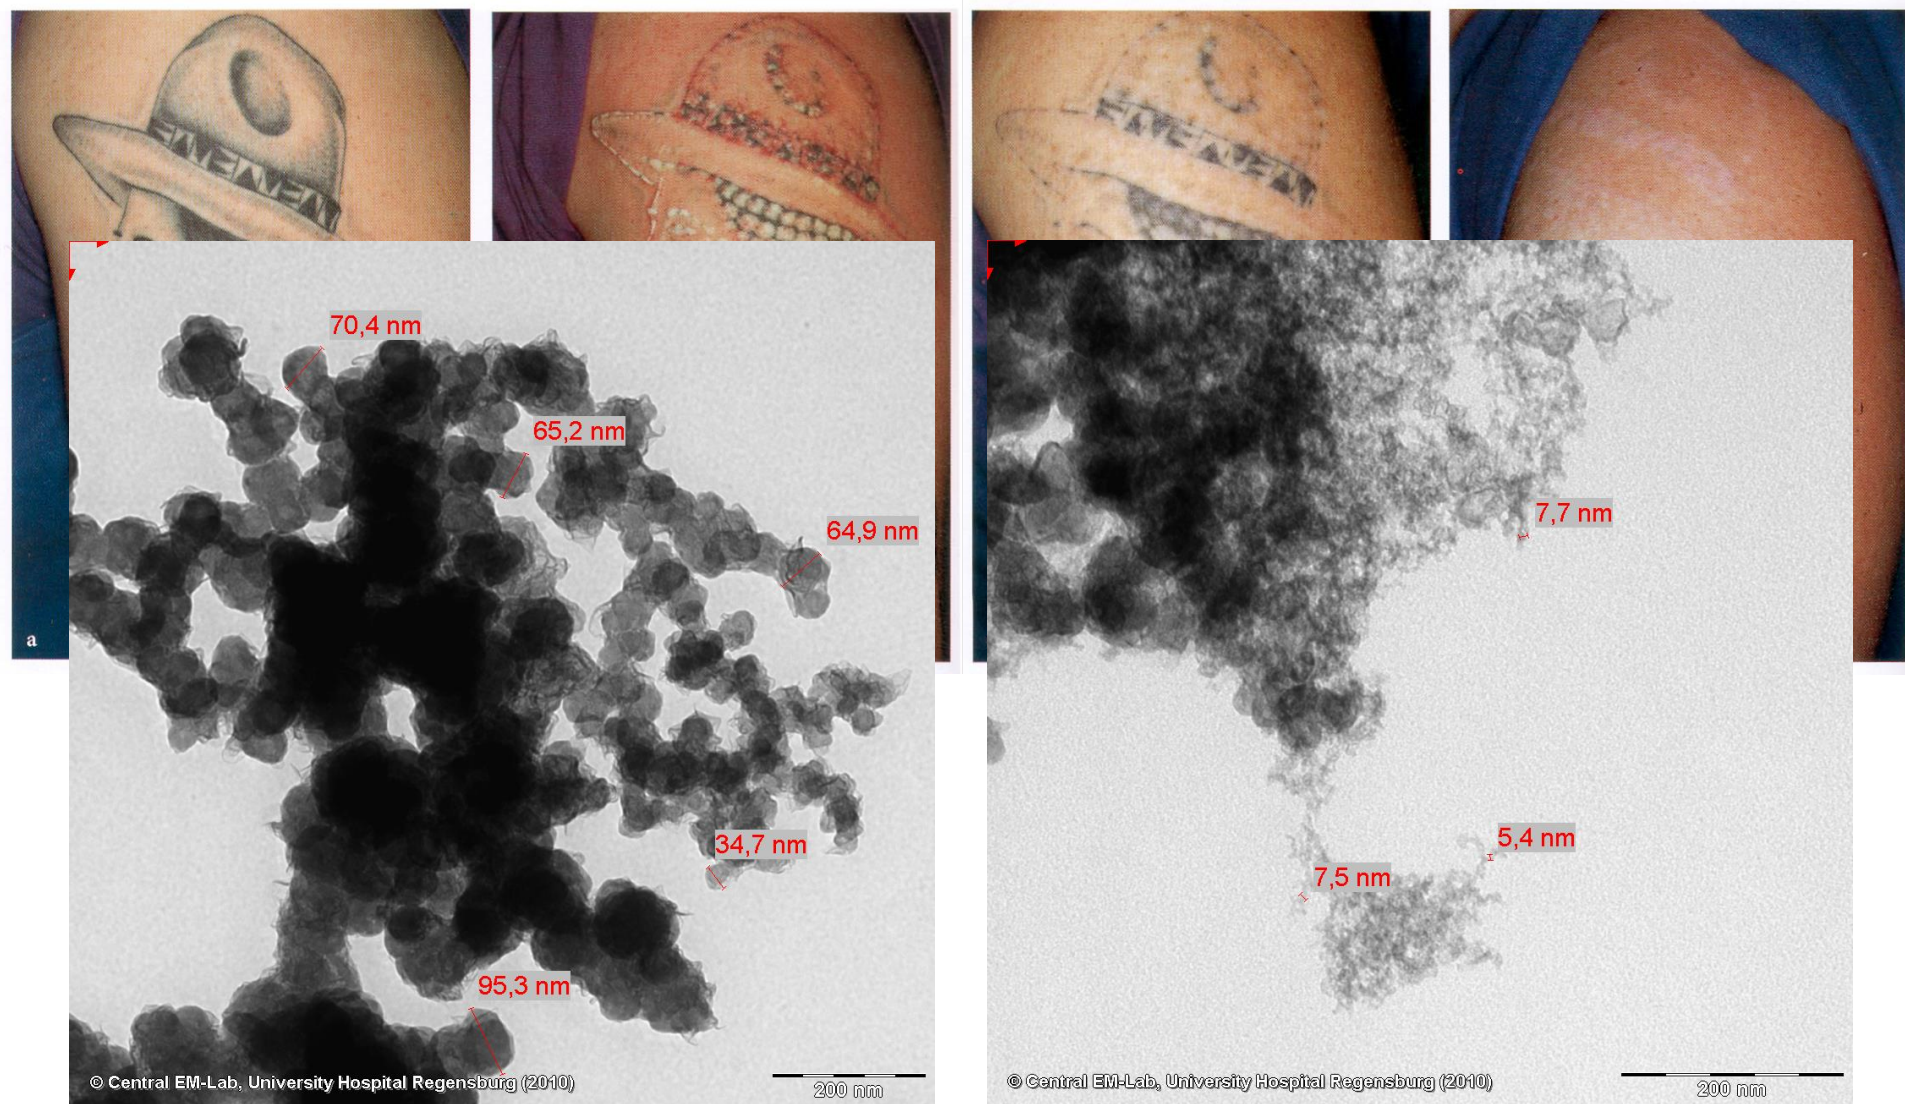 a
70,4 nm
65,2 nm
64,9 nm
34,7 nm
95,3 nm
© Central EM-Lab, University Hospital Regensburg (2010)
200 nm
7,7 nm
5,4 nm
7,5 nm
© Central EM-Lab, University Hospital Regensburg (2010)
200 nm